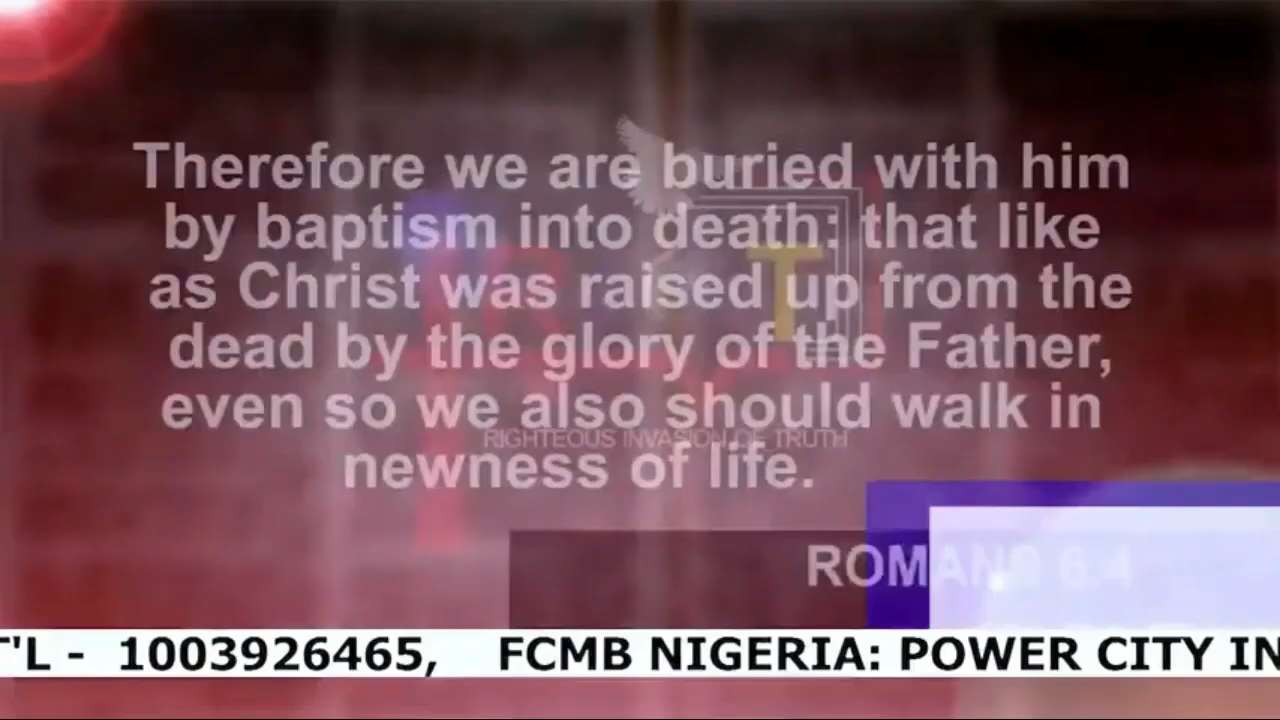 Therefore we are buried with him
by baptism into death: that like
as Christ was raised up from the
dead by the glory of the Father,
even so we also should walk in
newness of life.
RIGHTEOUS INVASION OF TRUTH
ROMANS 6:4
T'L - 1003926465, FCMB NIGERIA: POWER CITY IN